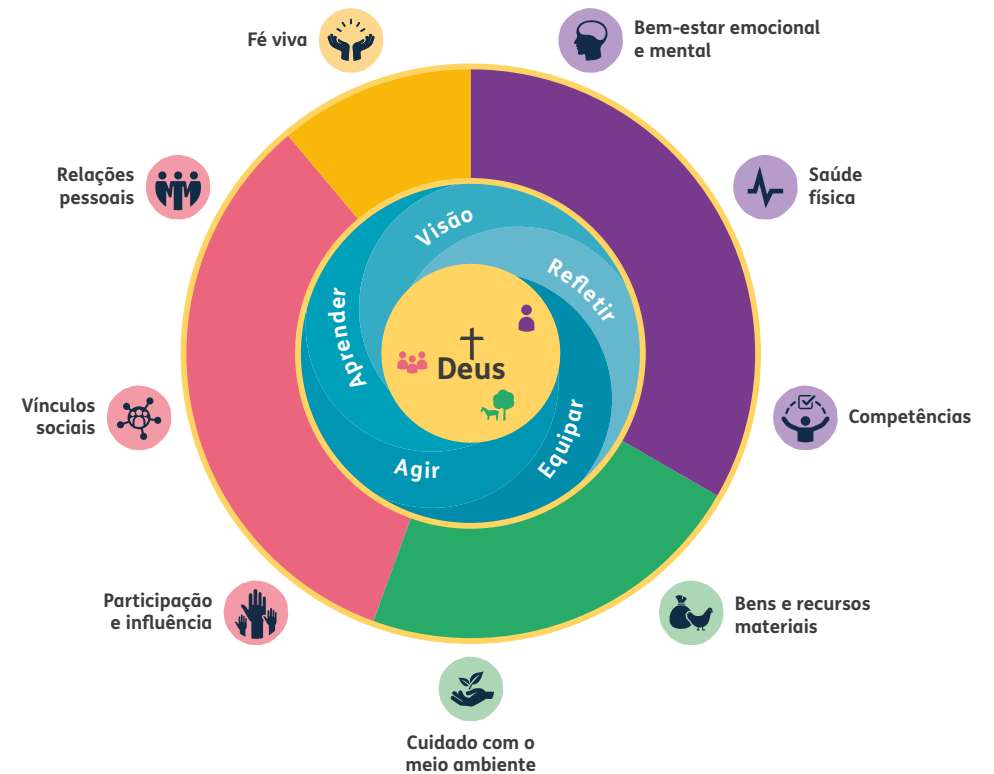 Fé viva
Bem-estar emocional
e mental
Relações
pessoais
Saúde
física
Visão
Refletir
Aprender
Deus
Equipar
Agir
Vínculos
sociais
Competências
Participação
e influência
Bens e recursos
materiais
Cuidado com o
meio ambiente